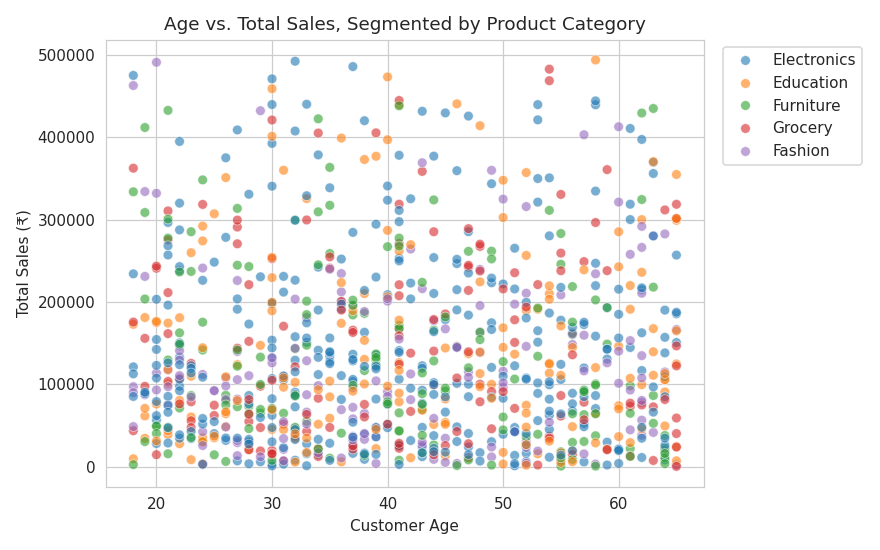 Age vs. Total Sales, Segmented by Product Category
Total Sales (₹)
500000
400000
300000
200000
100000
0
20 30 40 50 60
Customer Age
Electronics
Education
Furniture
Grocery
Fashion